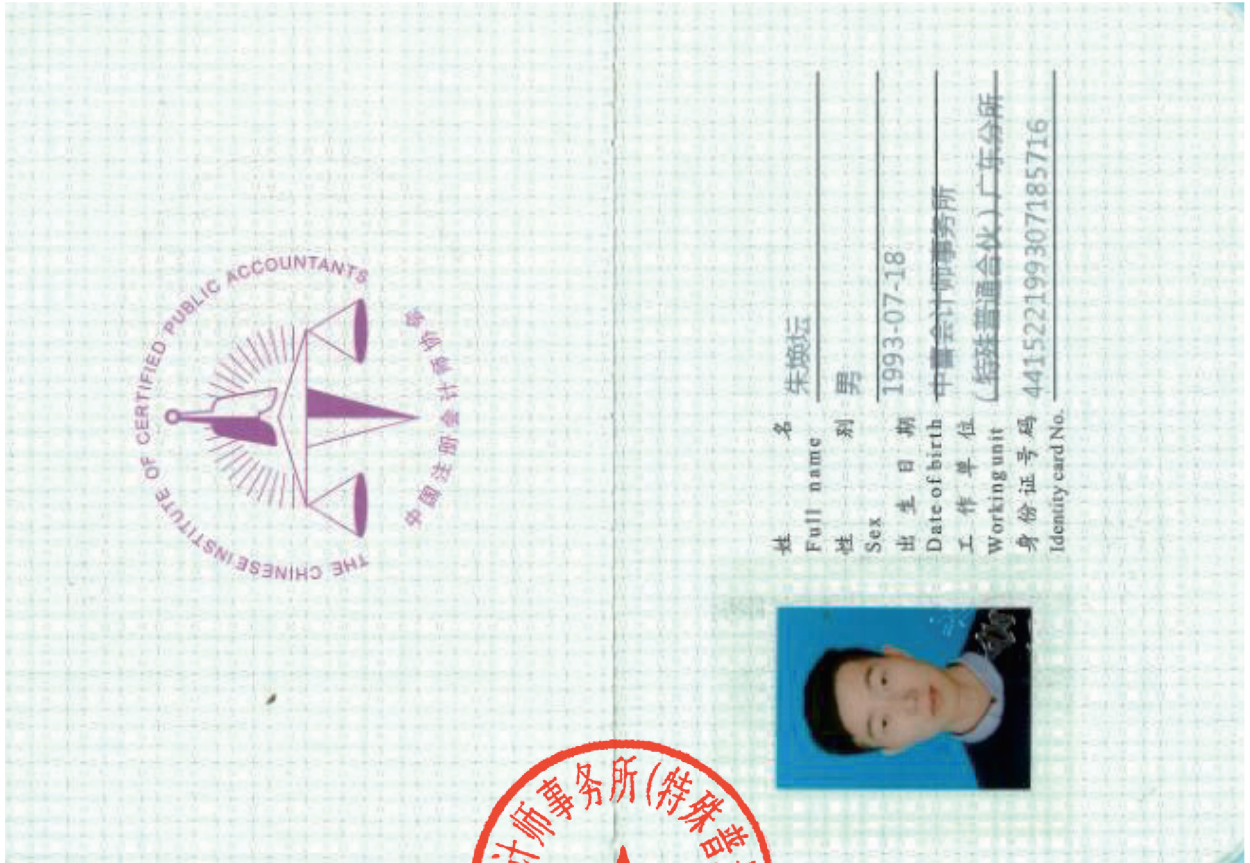 THE CHINESE INSTITUTE OF CERTIFIED PUBLIC ACCOUNTANTS
中国注册会计师协会
姓 名 朱焕坛
Full name
性 别 男
Sex
出 生 日 期 1993-07-18
Date of birth
工 作 单 位 中喜会计师事务所
Working unit (特殊普通合伙)广东分所
身份证号码 441522199307185716
Identity card No.
计师事务所(特殊普